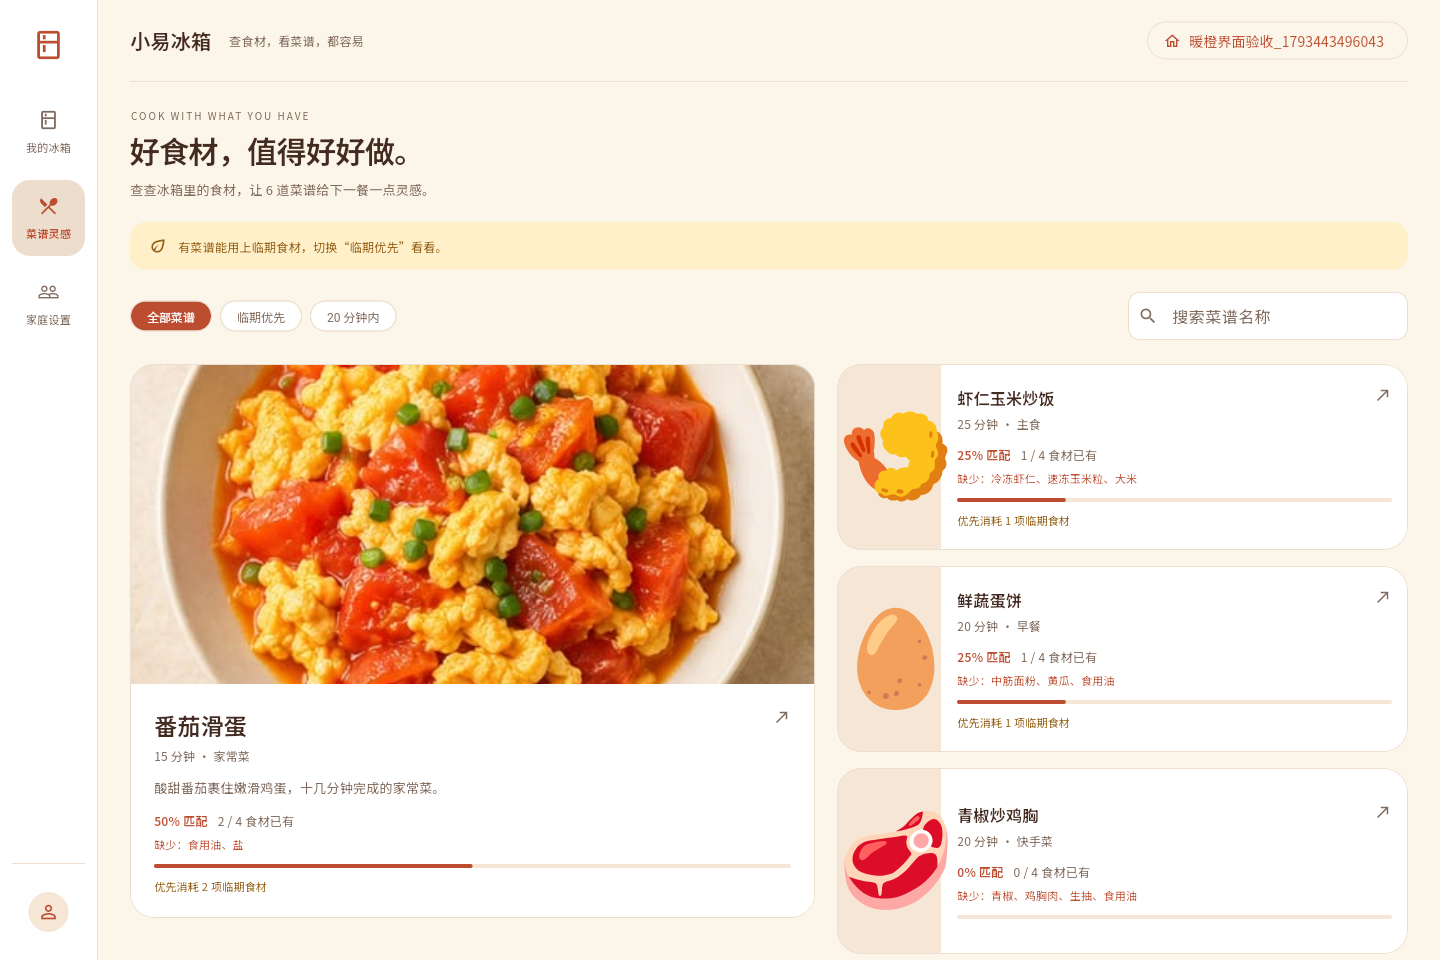 小易冰箱
查食材，看菜谱，都容易
暖橙界面验收_1793443496043
我的冰箱
菜谱灵感
家庭设置
COOK WITH WHAT YOU HAVE
好食材，值得好好做。
查查冰箱里的食材，让 6 道菜谱给下一餐一点灵感。
有菜谱能用上临期食材，切换“临期优先”看看。
全部菜谱
临期优先
20 分钟内
搜索菜谱名称
番茄滑蛋
15 分钟 · 家常菜
酸甜番茄裹住嫩滑鸡蛋，十几分钟完成的家常菜。
50% 匹配 2 / 4 食材已有
缺少：食用油、盐
优先消耗 2 项临期食材
虾仁玉米炒饭
25 分钟 · 主食
25% 匹配 1 / 4 食材已有
缺少：冷冻虾仁、速冻玉米粒、大米
优先消耗 1 项临期食材
鲜蔬蛋饼
20 分钟 · 早餐
25% 匹配 1 / 4 食材已有
缺少：中筋面粉、黄瓜、食用油
优先消耗 1 项临期食材
青椒炒鸡胸
20 分钟 · 快手菜
0% 匹配 0 / 4 食材已有
缺少：青椒、鸡胸肉、生抽、食用油